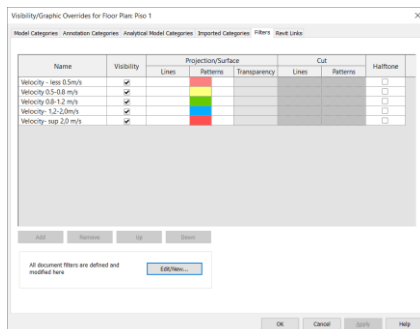 Visibility/Graphic Overrides for Floor Plan: Piso 1
Model Categories Annotation Categories Analytical Model Categories Imported Categories Filters Revit Links
Name Visibility Projection/Surface Cut Halftone
Lines Patterns Transparency Lines Patterns
Velocity - less 0.5m/s
Velocity 0.5-0.8 m/s
Velocity 0.8-1.2 m/s
Velocity- 1,2-2,0m/s
Velocity- sup 2,0 m/s
Add Remove Up Down
All document filters are defined and
modified here
Edit/New...
OK Cancel Apply Help